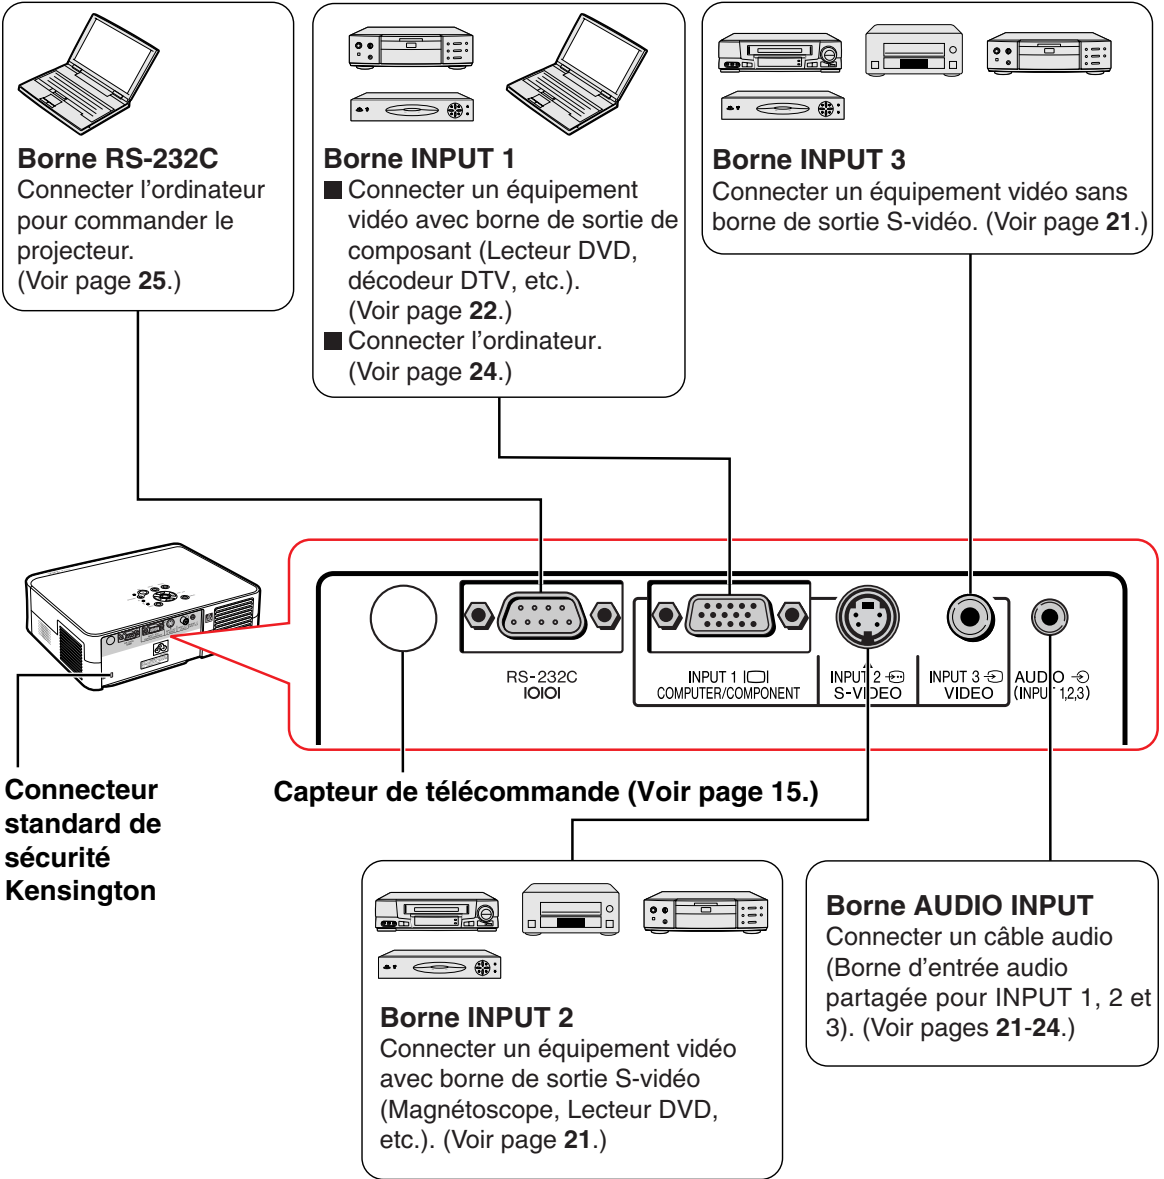 Borne RS-232C
Connecter l’ordinateur
pour commander le
projecteur.
(Voir page 25.)
Borne INPUT 1
■ Connecter un équipement
vidéo avec borne de sortie de
composant (Lecteur DVD,
décodeur DTV, etc.).
(Voir page 22.)
■ Connecter l’ordinateur.
(Voir page 24.)
Borne INPUT 3
Connecter un équipement vidéo sans
borne de sortie S-vidéo. (Voir page 21.)
RS-232C
IOIOI
INPUT 1
COMPUTER/COMPONENT
INPUT 2
S-VIDEO
INPUT 3
VIDEO
AUDIO
(INPUT 1,2,3)
Connecteur
standard de
sécurité
Kensington
Capteur de télécommande (Voir page 15.)
Borne INPUT 2
Connecter un équipement vidéo
avec borne de sortie S-vidéo
(Magnétoscope, Lecteur DVD,
etc.). (Voir page 21.)
Borne AUDIO INPUT
Connecter un câble audio
(Borne d'entrée audio
partagée pour INPUT 1, 2 et
3). (Voir pages 21-24.)